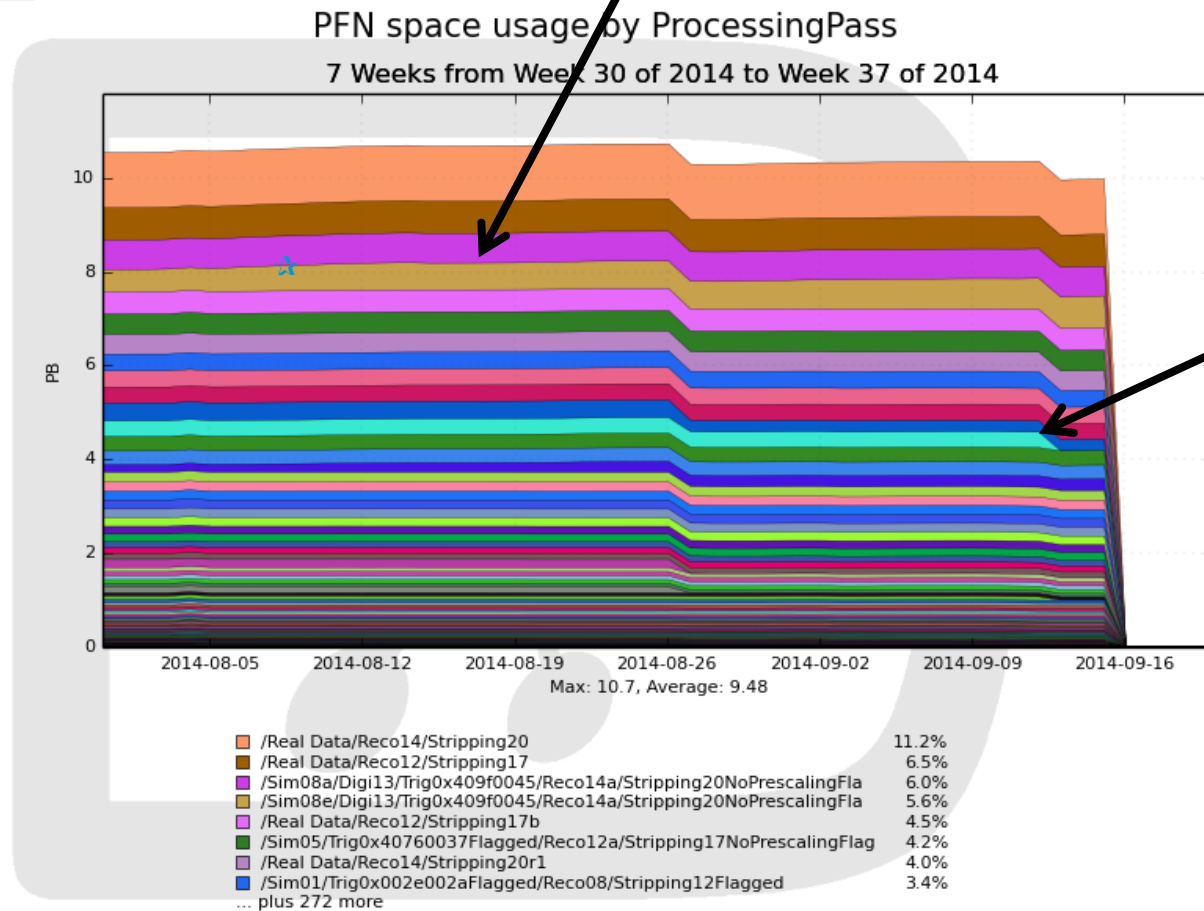 PFN space usage by ProcessingPass
7 Weeks from Week 30 of 2014 to Week 37 of 2014
PB
10
8
6
4
2
0
2014-08-05 2014-08-12 2014-08-19 2014-08-26 2014-09-02 2014-09-09 2014-09-16
Max: 10.7, Average: 9.48
/Real Data/Reco14/Stripping20 11.2%
/Real Data/Reco12/Stripping17 6.5%
/Sim08a/Digi13/Trig0x409f0045/Reco14a/Stripping20NoPrescalingFla 6.0%
/Sim08e/Digi13/Trig0x409f0045/Reco14a/Stripping20NoPrescalingFla 5.6%
/Real Data/Reco12/Stripping17b 4.5%
/Sim05/Trig0x40760037Flagged/Reco12a/Stripping17NoPrescalingFlag 4.2%
/Real Data/Reco14/Stripping20r1 4.0%
/Sim01/Trig0x002e002aFlagged/Reco08/Stripping12Flagged 3.4%
... plus 272 more